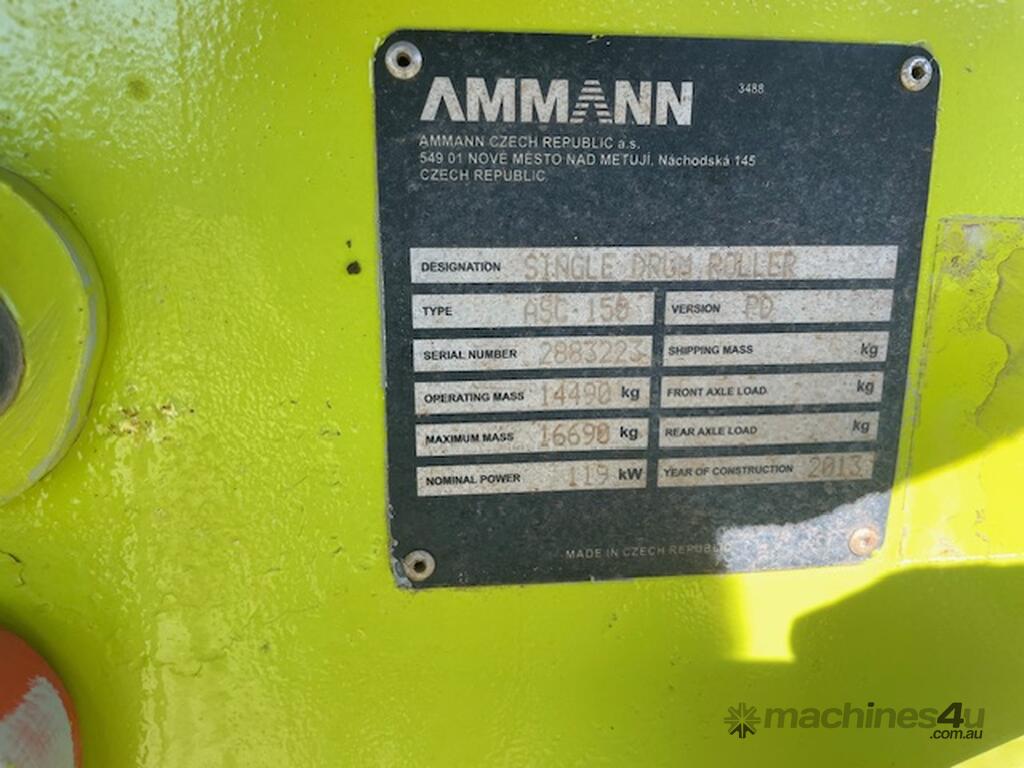 AMMANN
3488
AMMANN CZECH REPUBLIC a.s.
549 01 NOVÉ MĚSTO NAD METUJÍ, Náchodská 145
CZECH REPUBLIC
DESIGNATION SINGLE DRUM ROLLER
TYPE ASC 150 VERSION PD
SERIAL NUMBER 2883223 SHIPPING MASS kg
OPERATING MASS 14490 kg FRONT AXLE LOAD kg
MAXIMUM MASS 16690 kg REAR AXLE LOAD kg
NOMINAL POWER 119 kW YEAR OF CONSTRUCTION 2013
MADE IN CZECH REPUBLIC
machines4u
.com.au